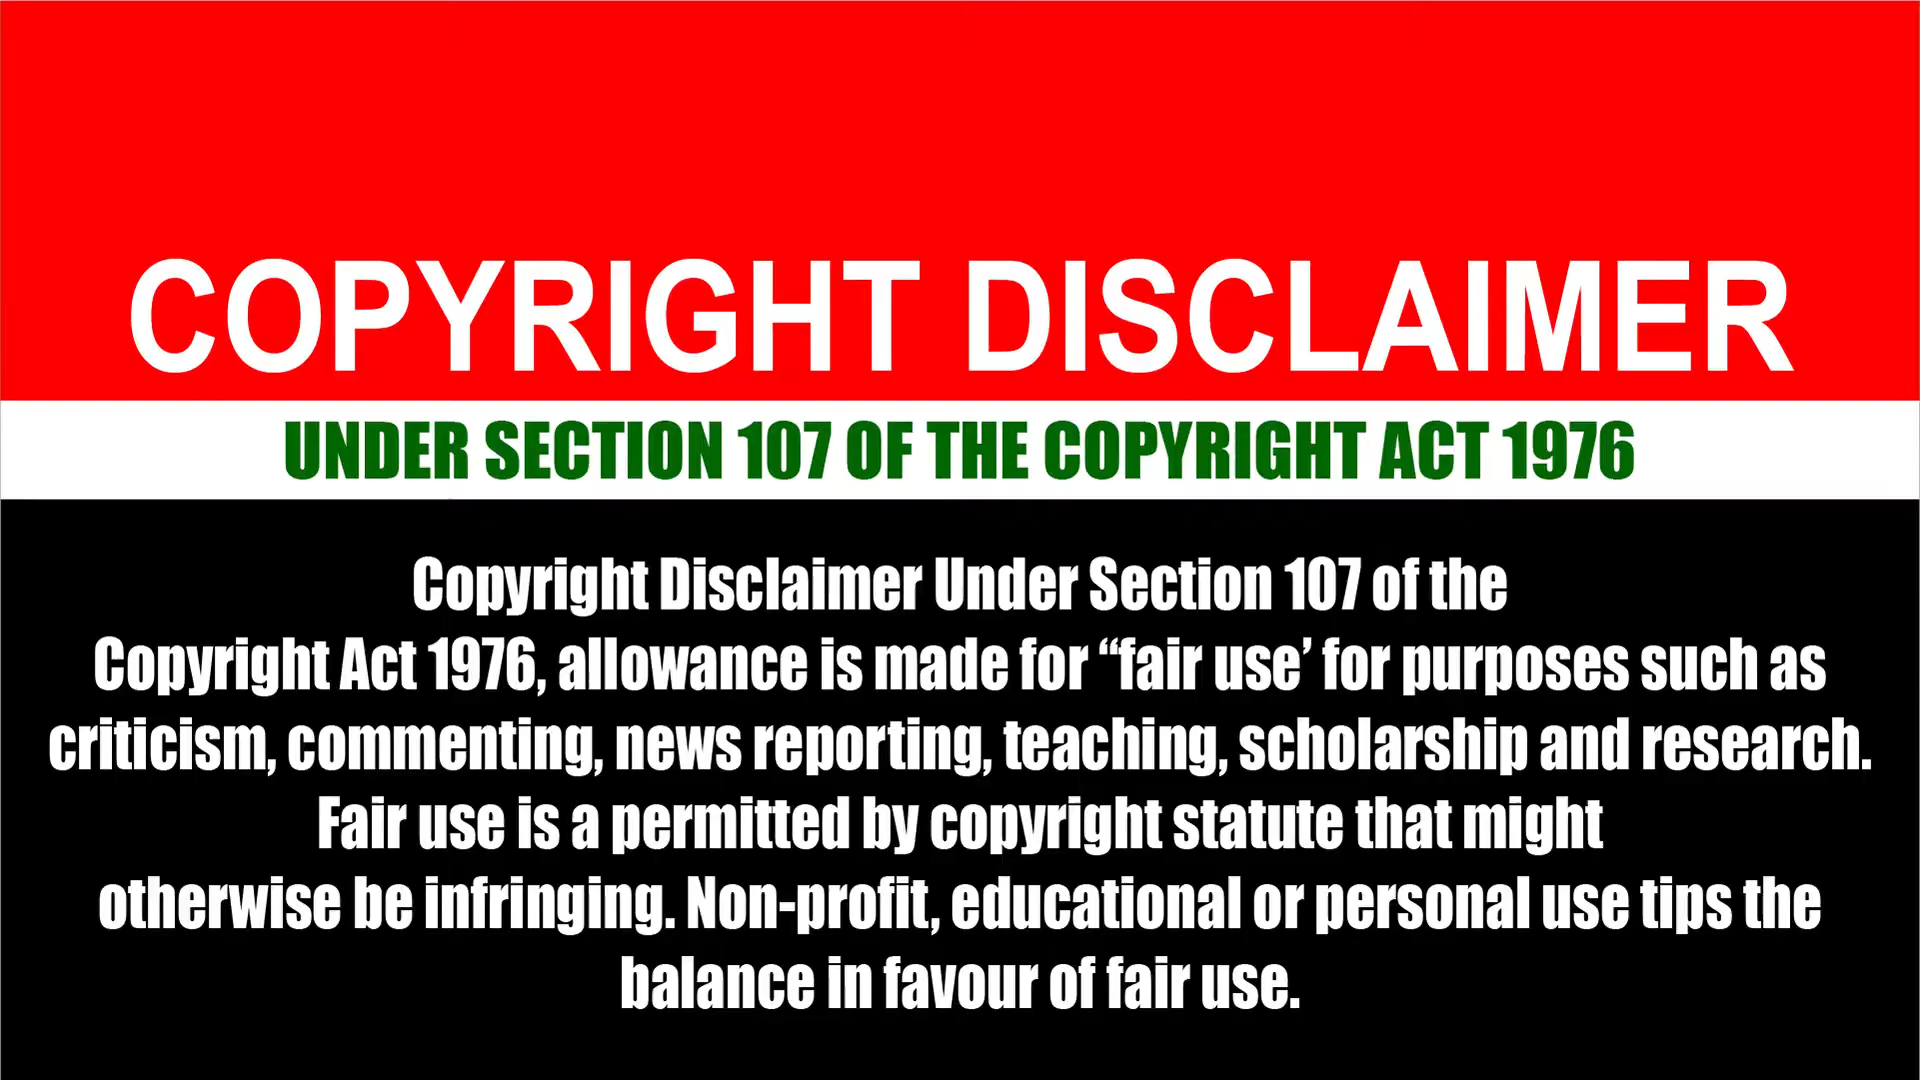 COPYRIGHT DISCLAIMER
UNDER SECTION 107 OF THE COPYRIGHT ACT 1976
Copyright Disclaimer Under Section 107 of the
Copyright Act 1976, allowance is made for “fair use’ for purposes such as
criticism, commenting, news reporting, teaching, scholarship and research.
Fair use is a permitted by copyright statute that might
otherwise be infringing. Non-profit, educational or personal use tips the
balance in favour of fair use.